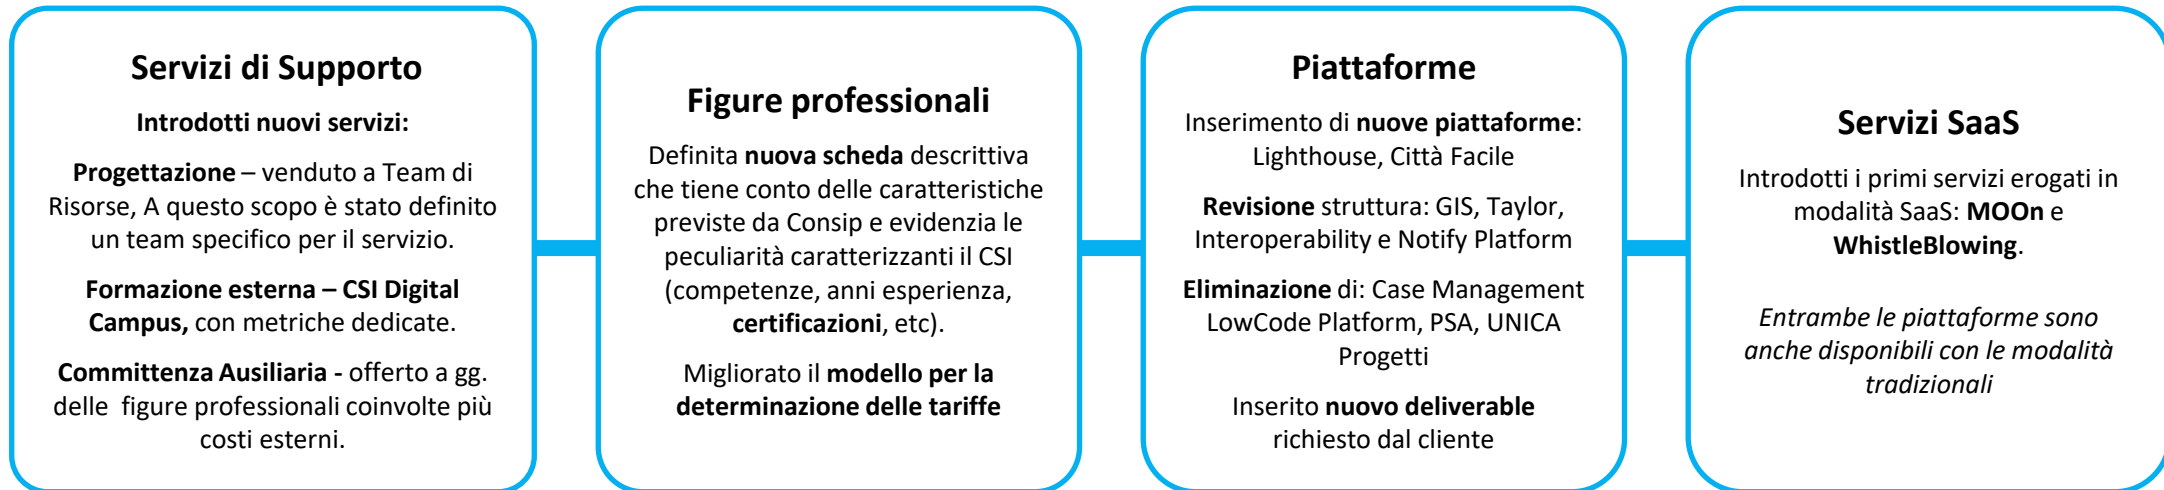 Servizi di Supporto
Introdotti nuovi servizi:
Progettazione – venduto a Team di
Risorse, A questo scopo è stato definito
un team specifico per il servizio.
Formazione esterna – CSI Digital
Campus, con metriche dedicate.
Committenza Ausiliaria - offerto a gg.
delle figure professionali coinvolte più
costi esterni.
Figure professionali
Definita nuova scheda descrittiva
che tiene conto delle caratteristiche
previste da Consip e evidenzia le
peculiarità caratterizzanti il CSI
(competenze, anni esperienza,
certificazioni, etc).
Migliorato il modello per la
determinazione delle tariffe
Piattaforme
Inserimento di nuove piattaforme:
Lighthouse, Città Facile
Revisione struttura: GIS, Taylor,
Interoperability e Notify Platform
Eliminazione di: Case Management
LowCode Platform, PSA, UNICA
Progetti
Inserito nuovo deliverable
richiesto dal cliente
Servizi SaaS
Introdotti i primi servizi erogati in
modalità SaaS: MOOn e
WhistleBlowing.
Entrambe le piattaforme sono
anche disponibili con le modalità
tradizionali